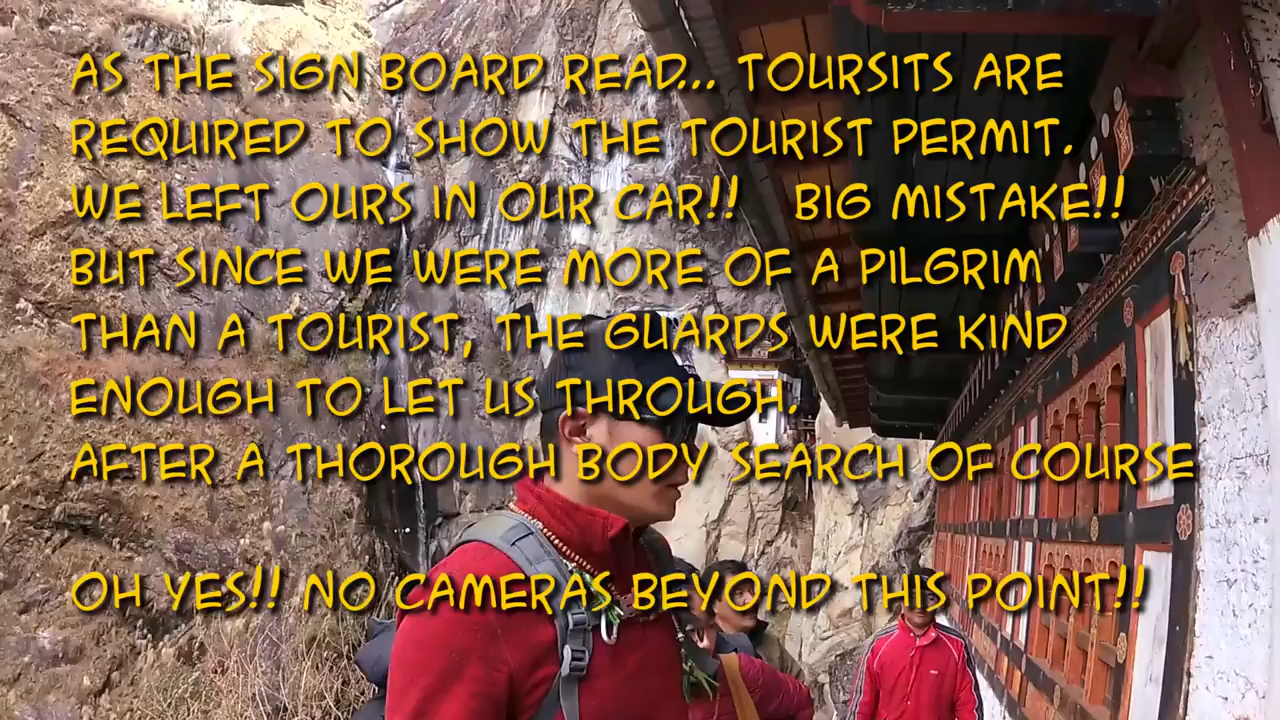 AS THE SIGN BOARD READ... TOURSITS ARE
REQUIRED TO SHOW THE TOURIST PERMIT.
WE LEFT OURS IN OUR CAR!! BIG MISTAKE!!
BUT SINCE WE WERE MORE OF A PILGRIM
THAN A TOURIST, THE GUARDS WERE KIND
ENOUGH TO LET US THROUGH.
AFTER A THOROUGH BODY SEARCH OF COURSE
OH YES!! NO CAMERAS BEYOND THIS POINT!!